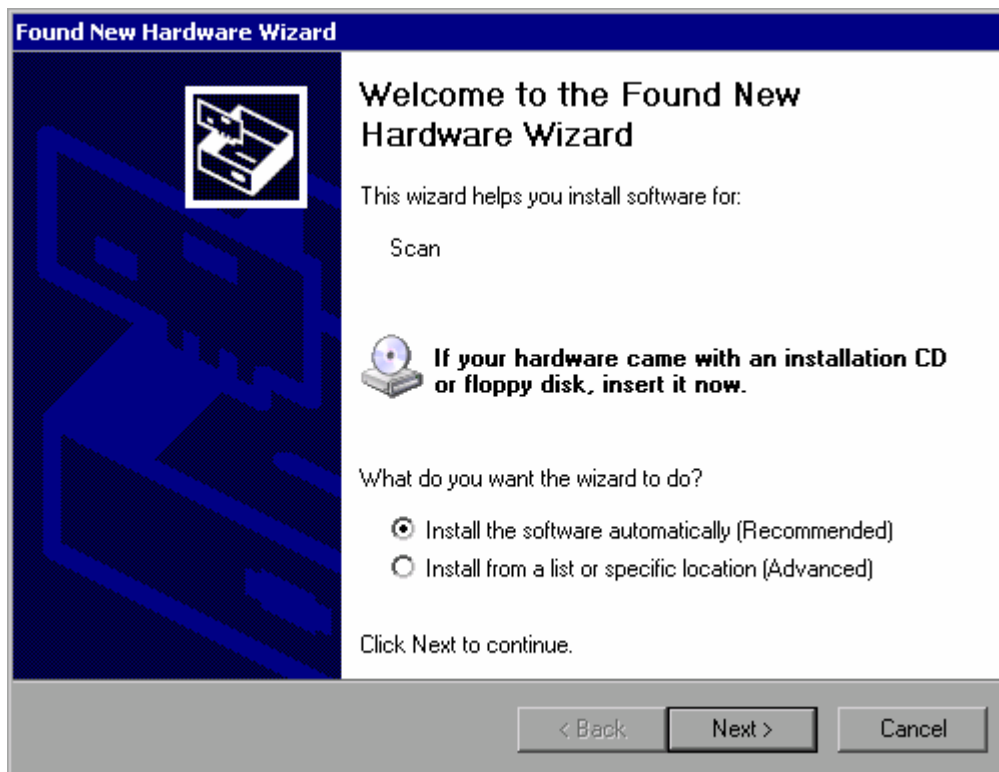 Found New Hardware Wizard
Welcome to the Found New
Hardware Wizard
This wizard helps you install software for:
Scan
If your hardware came with an installation CD
or floppy disk, insert it now.
What do you want the wizard to do?
Install the software automatically (Recommended)
Install from a list or specific location (Advanced)
Click Next to continue.
< Back
Next >
Cancel